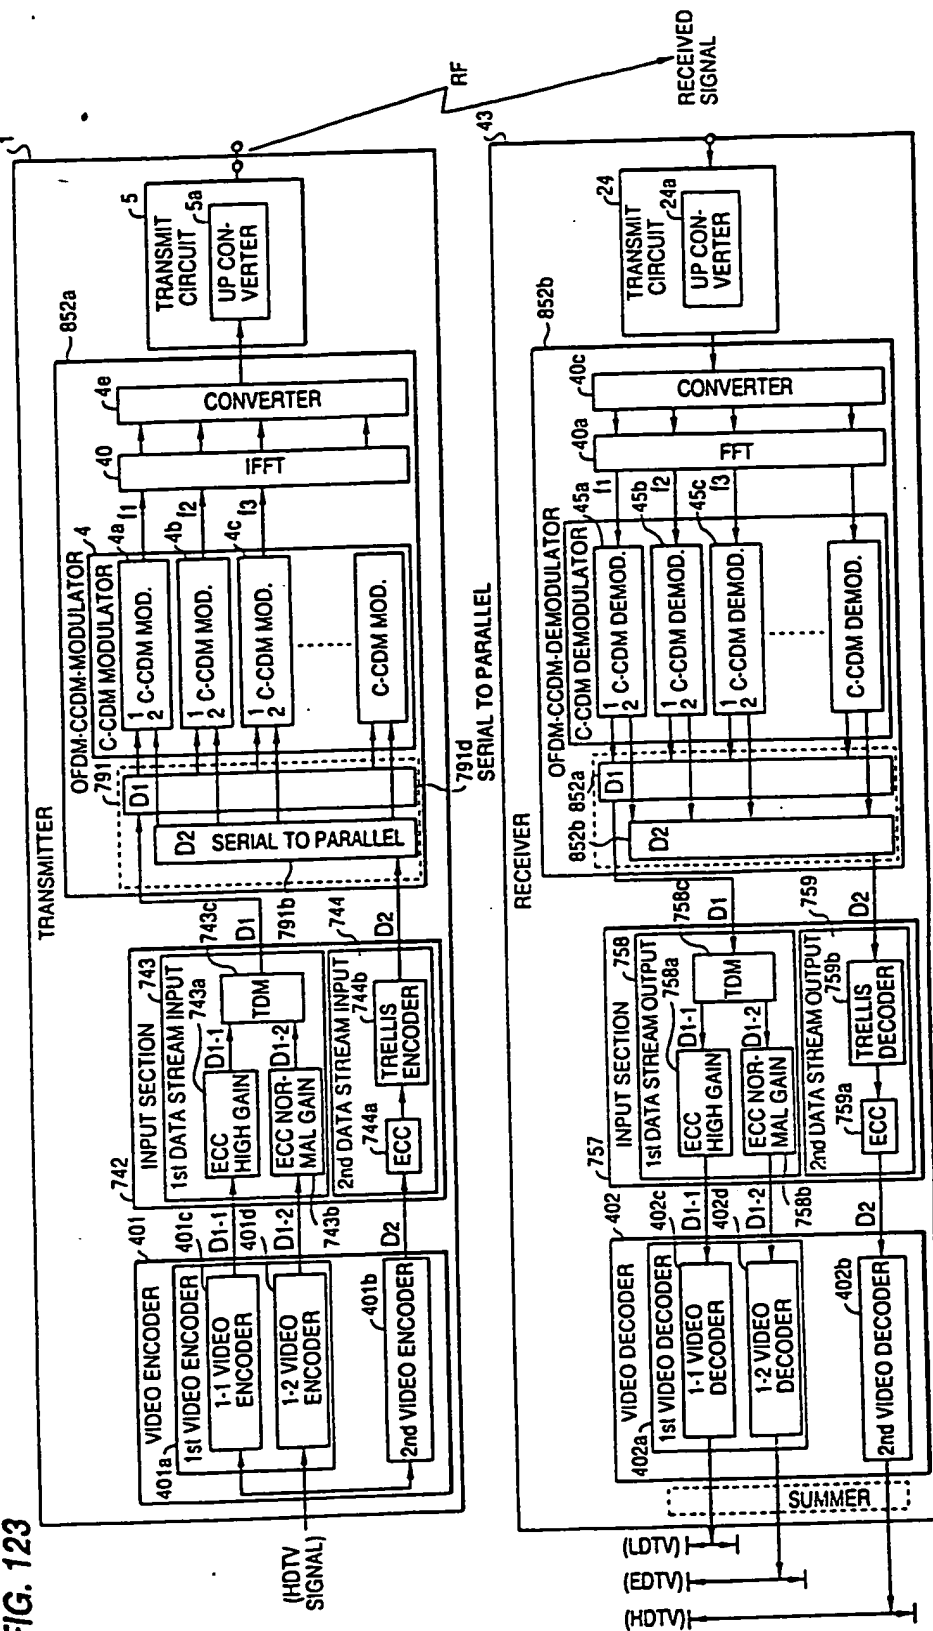 FIG. 123
TRANSMITTER
1
(HDTV
SIGNAL)
VIDEO ENCODER
401
401a
1st VIDEO ENCODER
401c
1-1 VIDEO
ENCODER
401d
1-2 VIDEO
ENCODER
401b
2nd VIDEO ENCODER
D1-1
D1-2
D2
742
INPUT SECTION
743
1st DATA STREAM INPUT
743a
ECC
HIGH GAIN
D1-1
743c
TDM
ECC NOR-
MAL GAIN
D1-2
743b
744
2nd DATA STREAM INPUT
744a
ECC
744b
TRELLIS
ENCODER
D1
D2
852a
OFDM-CCDM-MODULATOR
791
D1
D2
SERIAL TO PARALLEL
791b
791d
SERIAL TO PARALLEL
C-CDM MODULATOR
4
4a
1
2
C-CDM MOD.
4b
1
2
C-CDM MOD.
4c
1
2
C-CDM MOD.
C-CDM MOD.
f1
f2
f3
40
IFFT
4e
CONVERTER
5
TRANSMIT
CIRCUIT
5a
UP CON-
VERTER
RF
RECEIVED
SIGNAL
RECEIVER
43
(LDTV)
(EDTV)
(HDTV)
SUMMER
VIDEO DECODER
402
402a
1st VIDEO DECODER
402c
1-1 VIDEO
DECODER
402d
1-2 VIDEO
DECODER
402b
2nd VIDEO DECODER
D1-1
D1-2
D2
757
INPUT SECTION
758
1st DATA STREAM OUTPUT
758a
ECC
HIGH GAIN
D1-1
758c
TDM
ECC NOR-
MAL GAIN
D1-2
758b
759
2nd DATA STREAM OUTPUT
759a
ECC
759b
TRELLIS
DECODER
D1
D2
852b
OFDM-CCDM-DEMODULATOR
852a
D1
852b
D2
C-CDM DEMODULATOR
45a
1
2
C-CDM DEMOD.
45b
1
2
C-CDM DEMOD.
45c
1
2
C-CDM DEMOD.
C-CDM DEMOD.
f1
f2
f3
40a
FFT
40c
CONVERTER
24
TRANSMIT
CIRCUIT
24a
UP CON-
VERTER